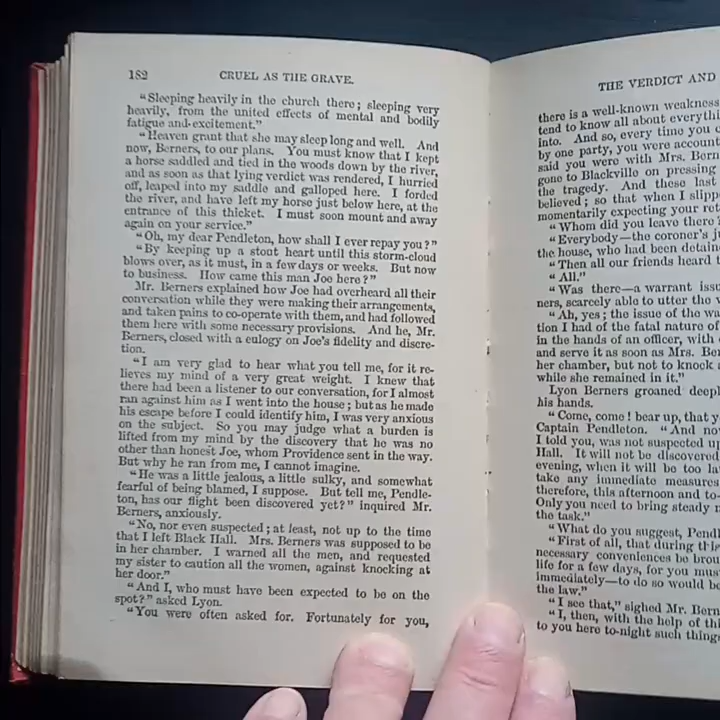 182 CRUEL AS THE GRAVE.
“Sleeping heavily in the church there; sleeping very
heavily, from the united effects of mental and bodily
fatigue and excitement.”
“Heaven grant that she may sleep long and well. And
now, Berners, to our plans. You must know that I kept
a horse saddled and tied in the woods down by the river,
and as soon as that lying verdict was rendered, I hurried
off, leaped into my saddle and galloped here. I forded
the river, and have left my horse just below here, at the
entrance of this thicket. I must soon mount and away
again on your service.”
“Oh, my dear Pendleton, how shall I ever repay you?”
“By keeping up a stout heart until this storm-cloud
blows over, as it must, in a few days or weeks. But now
to business. How came this man Joe here?”
Mr. Berners explained how Joe had overheard all their
conversation while they were making their arrangements,
and taken pains to co-operate with them, and had followed
them here with some necessary provisions. And he, Mr.
Berners, closed with a eulogy on Joe's fidelity and discre-
tion.
“I am very glad to hear what you tell me, for it re-
lieves my mind of a very great weight. I knew that
there had been a listener to our conversation, for I almost
ran against him as I went into the house; but as he made
his escape before I could identify him, I was very anxious
on the subject. So you may judge what a burden is
lifted from my mind by the discovery that he was no
other than honest Joe, whom Providence sent in the way.
But why he ran from me, I cannot imagine.
“He was a little jealous, a little sulky, and somewhat
fearful of being blamed, I suppose. But tell me, Pendle-
ton, has our flight been discovered yet?” inquired Mr.
Berners, anxiously.
“No, nor even suspected; at least, not up to the time
that I left Black Hall. Mrs. Berners was supposed to be
in her chamber. I warned all the men, and requested
my sister to caution all the women, against knocking at
her door.”
“And I, who must have been expected to be on the
spot?” asked Lyon.
“You were often asked for. Fortunately for you,
THE VERDICT AND
there is a well-known weakness
tend to know all about everythi
into. And so, every time you
by one party, you were account
said you were with Mrs. Bern
gone to Blackville on pressing
the tragedy. And these last
believed; so that when I slipp
momentarily expecting your ret
“Whom did you leave there?
“Everybody—the coroner's ju
the house, who had been detain
“Then all our friends heard t
“All.”
“Was there—a warrant issu
ners, scarcely able to utter the
“Ah, yes; the issue of the wa
tion I had of the fatal nature of
in the hands of an officer, with
and serve it as soon as Mrs. Ber
her chamber, but not to knock a
while she remained in it.”
Lyon Berners groaned deepl
his hands.
“Come, come! bear up, that y
Captain Pendleton. “And nov
I told you, was not suspected up
Hall. It will not be discovered
evening, when it will be too la
take any immediate measures
therefore, this afternoon and to-
Only you need to bring steady n
the task.”
“What do you suggest, Pendl
“First of all, that during this
necessary conveniences be brou
life for a few days, for you mus
immediately—to do so would be
the law.”
“I see that,” sighed Mr. Bern
“I, then, with the help of thi
to you here to-night such things